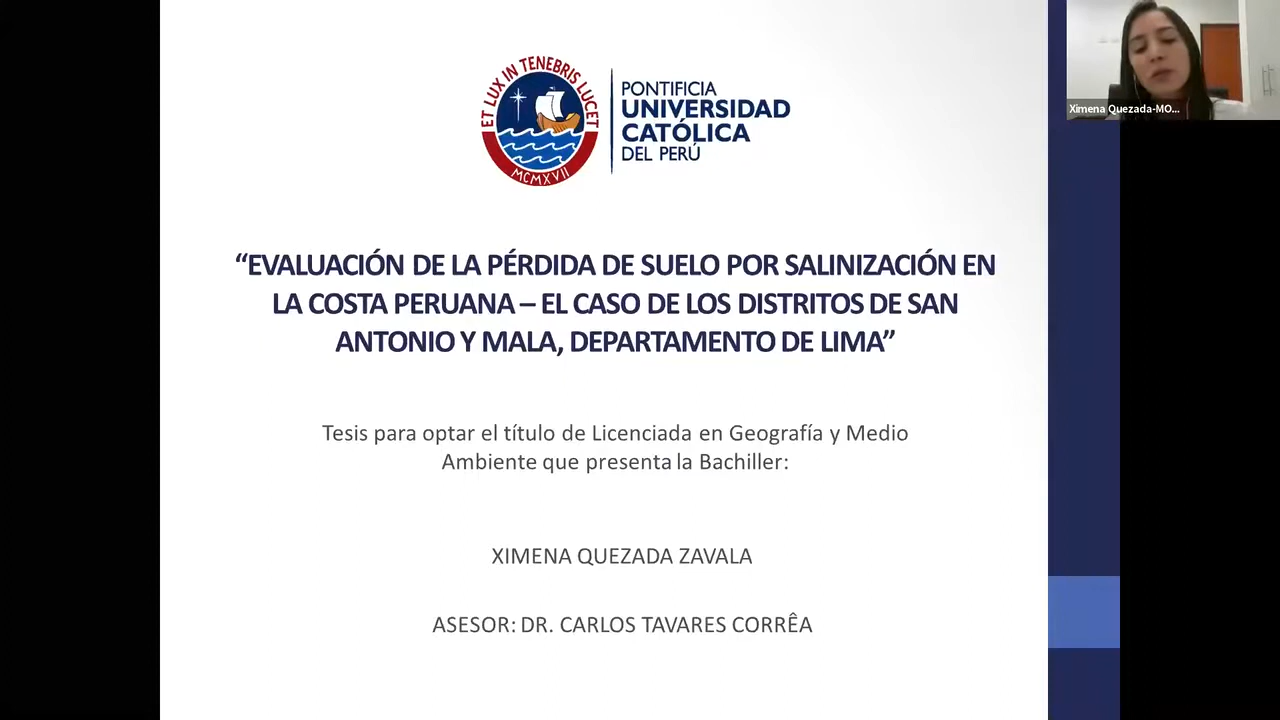 ET LUX IN TENEBRIS LUCET
MCMXVII
PONTIFICIA
UNIVERSIDAD
CATÓLICA
DEL PERÚ
Ximena Quezada-MO...
“EVALUACIÓN DE LA PÉRDIDA DE SUELO POR SALINIZACIÓN EN
LA COSTA PERUANA – EL CASO DE LOS DISTRITOS DE SAN
ANTONIO Y MALA, DEPARTAMENTO DE LIMA”
Tesis para optar el título de Licenciada en Geografía y Medio
Ambiente que presenta la Bachiller:
XIMENA QUEZADA ZAVALA
ASESOR: DR. CARLOS TAVARES CORRÊA